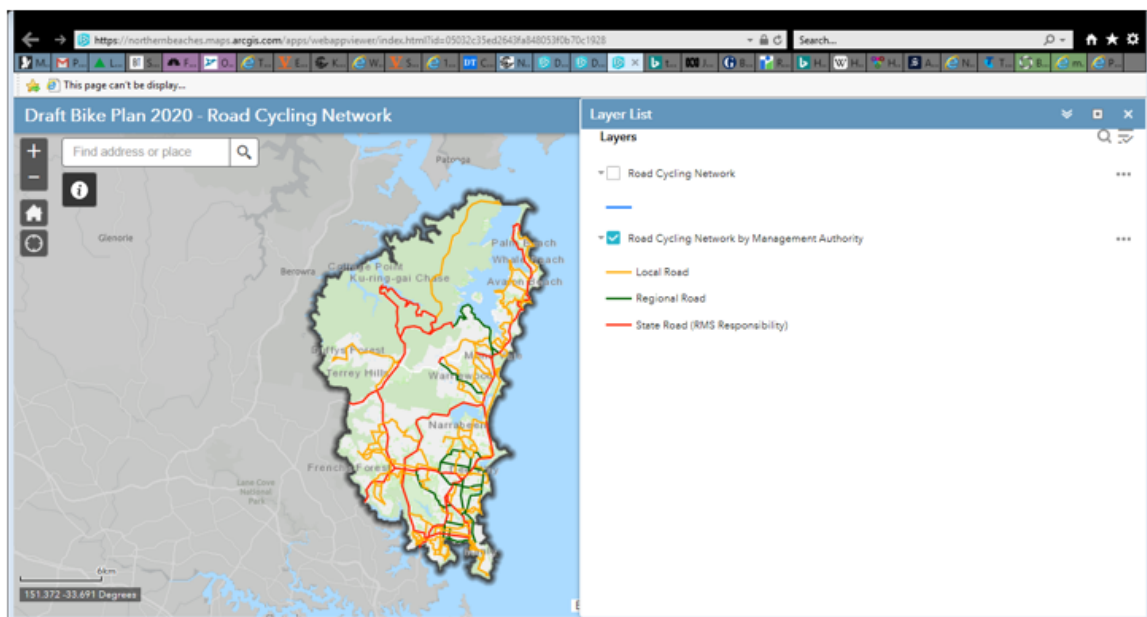 https://northernbeaches.maps.arcgis.com/apps/webappviewer/index.html?id=05032c35ed2643fa848053f0b70c1928
Search...
This page can't be display...
Draft Bike Plan 2020 - Road Cycling Network
Layer List
Layers
Find address or place
Road Cycling Network
Road Cycling Network by Management Authority
Local Road
Regional Road
State Road (RMS Responsibility)
Patonga
Glenorie
Palm Beach
Whale Beach
Berowra
Cottage Point
Ku-ring-gai Chase
Avalon Beach
Duffys Forest
Terrey Hills
Warriewood
Narrabeen
Frenchs Forest
Lane Cove
National
Park
6km
151.372 -33.691 Degrees